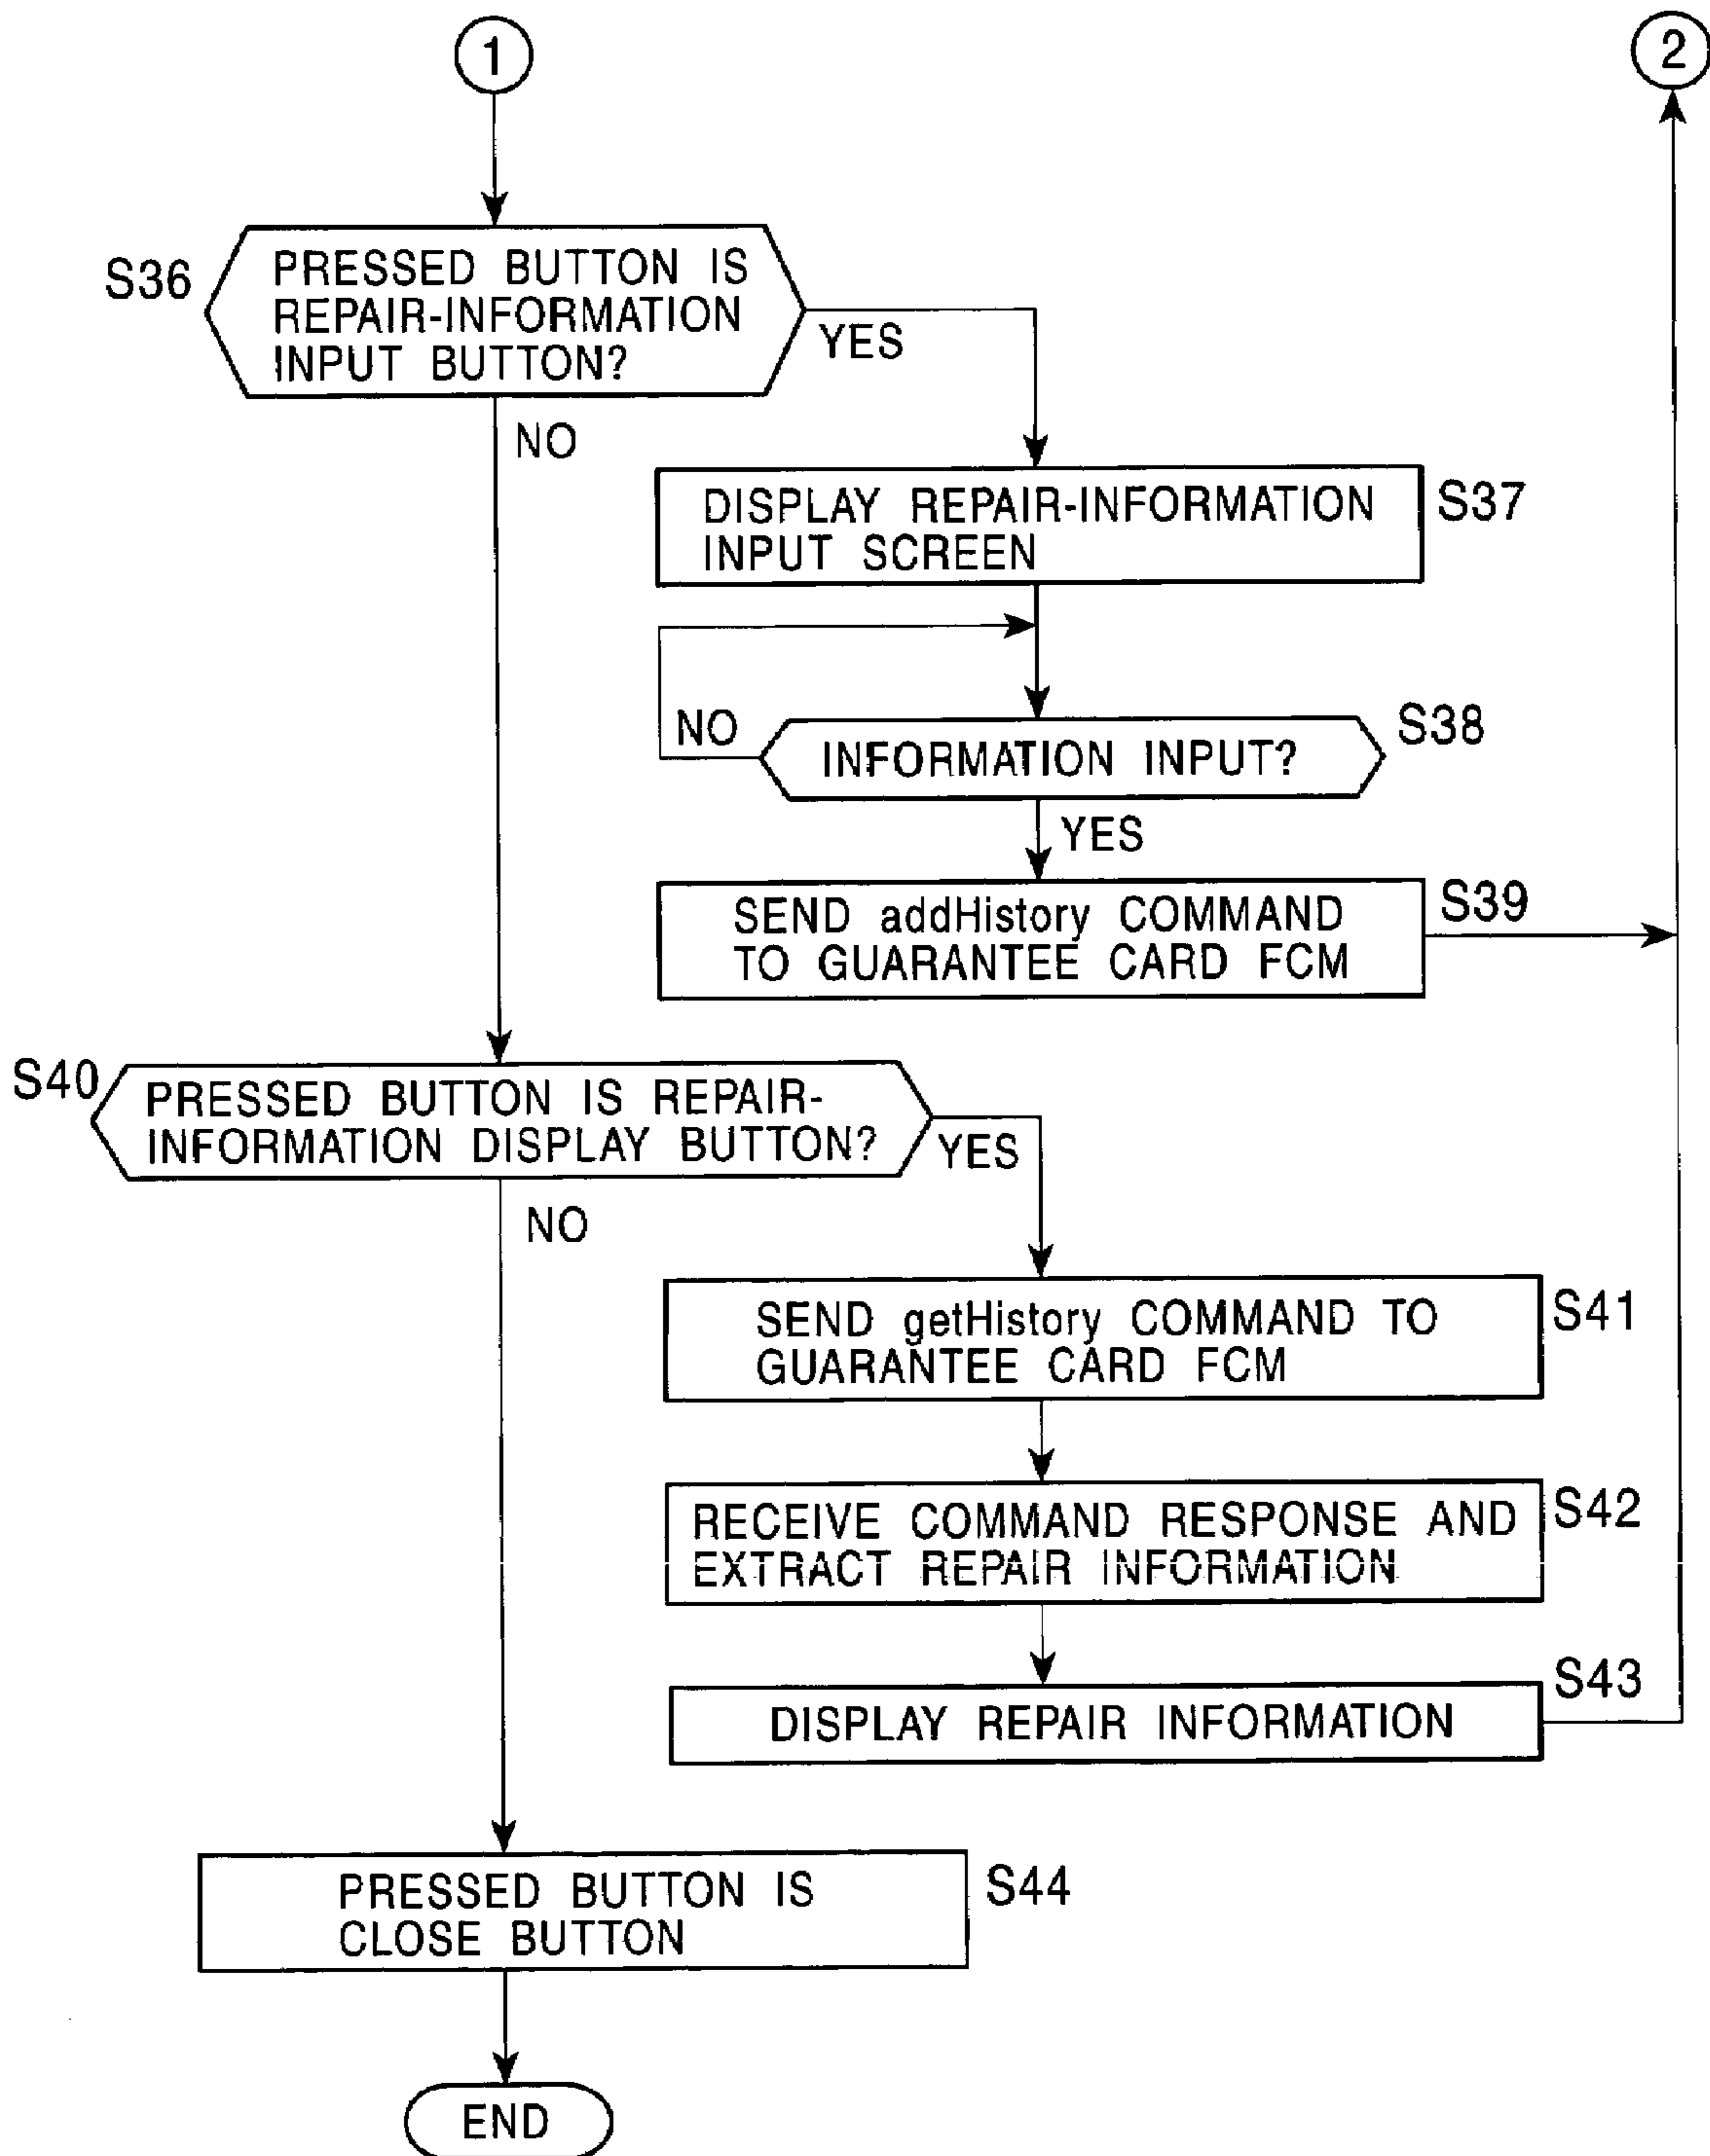 1
2
S36
PRESSED BUTTON IS
REPAIR-INFORMATION
INPUT BUTTON?
YES
NO
DISPLAY REPAIR-INFORMATION
INPUT SCREEN
S37
NO
INFORMATION INPUT?
S38
YES
SEND addHistory COMMAND
TO GUARANTEE CARD FCM
S39
S40
PRESSED BUTTON IS REPAIR-
INFORMATION DISPLAY BUTTON?
YES
NO
SEND getHistory COMMAND TO
GUARANTEE CARD FCM
S41
RECEIVE COMMAND RESPONSE AND
EXTRACT REPAIR INFORMATION
S42
DISPLAY REPAIR INFORMATION
S43
PRESSED BUTTON IS
CLOSE BUTTON
S44
END